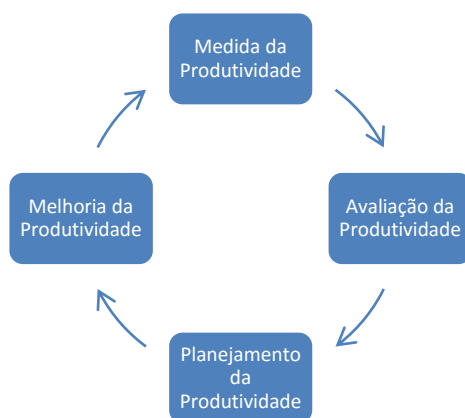 Medida da
Produtividade
Avaliação da
Produtividade
Planejamento
da
Produtividade
Melhoria da
Produtividade